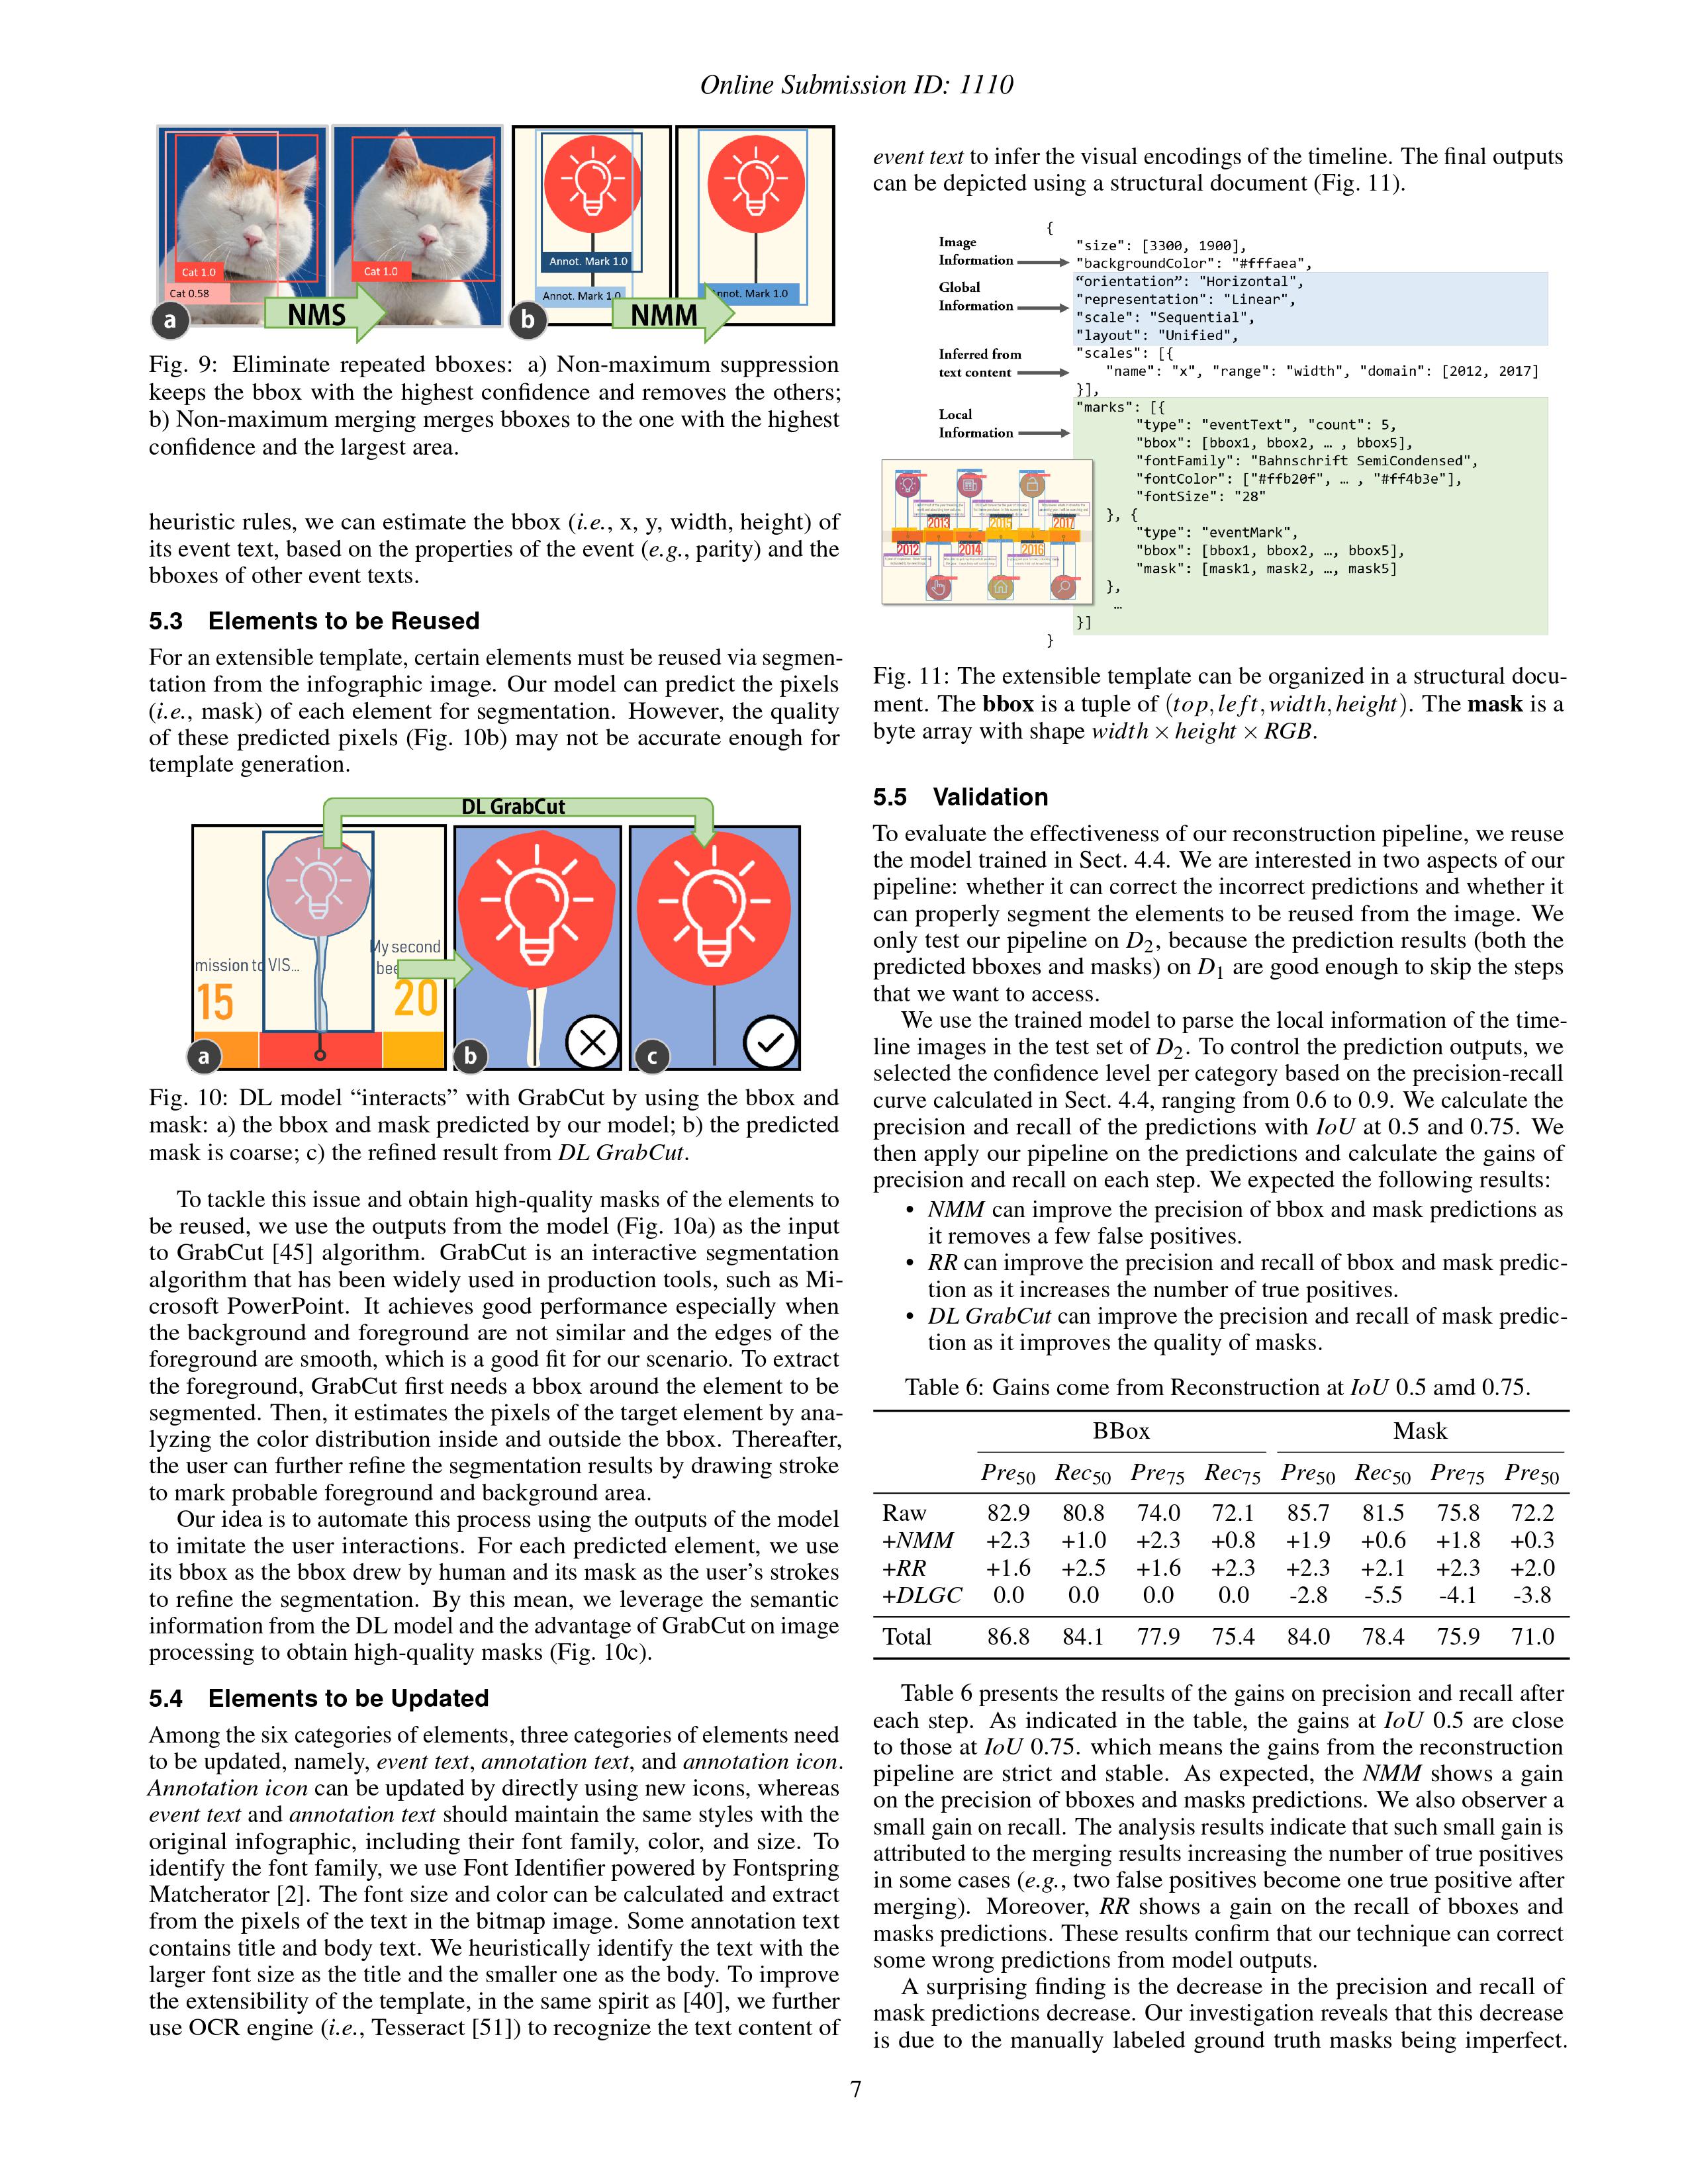 Online Submission ID: 1110
Cat 1.0
Cat 0.58
Cat 1.0
NMS
a
Annot. Mark 1.0
Annot. Mark 1.0
NMM
b
Fig. 9: Eliminate repeated bboxes: a) Non-maximum suppression
keeps the bbox with the highest confidence and removes the others;
b) Non-maximum merging merges bboxes to the one with the highest
confidence and the largest area.
heuristic rules, we can estimate the bbox (i.e., x, y, width, height) of
its event text, based on the properties of the event (e.g., parity) and the
bboxes of other event texts.
5.3 Elements to be Reused
For an extensible template, certain elements must be reused via segmen-
tation from the infographic image. Our model can predict the pixels
(i.e., mask) of each element for segmentation. However, the quality
of these predicted pixels (Fig. 10b) may not be accurate enough for
template generation.
DL GrabCut
mission to VIS...
My second
15
20
a
b
c
Fig. 10: DL model “interacts” with GrabCut by using the bbox and
mask: a) the bbox and mask predicted by our model; b) the predicted
mask is coarse; c) the refined result from DL GrabCut.
To tackle this issue and obtain high-quality masks of the elements to
be reused, we use the outputs from the model (Fig. 10a) as the input
to GrabCut [45] algorithm. GrabCut is an interactive segmentation
algorithm that has been widely used in production tools, such as Mi-
crosoft PowerPoint. It achieves good performance especially when
the background and foreground are not similar and the edges of the
foreground are smooth, which is a good fit for our scenario. To extract
the foreground, GrabCut first needs a bbox around the element to be
segmented. Then, it estimates the pixels of the target element by ana-
lyzing the color distribution inside and outside the bbox. Thereafter,
the user can further refine the segmentation results by drawing stroke
to mark probable foreground and background area.
Our idea is to automate this process using the outputs of the model
to imitate the user interactions. For each predicted element, we use
its bbox as the bbox drew by human and its mask as the user’s strokes
to refine the segmentation. By this mean, we leverage the semantic
information from the DL model and the advantage of GrabCut on image
processing to obtain high-quality masks (Fig. 10c).
5.4 Elements to be Updated
Among the six categories of elements, three categories of elements need
to be updated, namely, event text, annotation text, and annotation icon.
Annotation icon can be updated by directly using new icons, whereas
event text and annotation text should maintain the same styles with the
original infographic, including their font family, color, and size. To
identify the font family, we use Font Identifier powered by Fontspring
Matcherator [2]. The font size and color can be calculated and extract
from the pixels of the text in the bitmap image. Some annotation text
contains title and body text. We heuristically identify the text with the
larger font size as the title and the smaller one as the body. To improve
the extensibility of the template, in the same spirit as [40], we further
use OCR engine (i.e., Tesseract [51]) to recognize the text content of
event text to infer the visual encodings of the timeline. The final outputs
can be depicted using a structural document (Fig. 11).
{
Image
Information
"size": [3300, 1900],
"backgroundColor": "#fffaea",
Global
Information
“orientation”: "Horizontal",
"representation": "Linear",
"scale": "Sequential",
"layout": "Unified",
Inferred from
text content
"scales": [{
"name": "x", "range": "width", "domain": [2012, 2017]
}],
Local
Information
"marks": [{
"type": "eventText", "count": 5,
"bbox": [bbox1, bbox2, … , bbox5],
"fontFamily": "Bahnschrift SemiCondensed",
"fontColor": ["#ffb20f", … , "#ff4b3e"],
"fontSize": "28"
}, {
"type": "eventMark",
"bbox": [bbox1, bbox2, …, bbox5],
"mask": [mask1, mask2, …, mask5]
},
…
}]
}
2013 2015 2017
2012 2014 2016
Fig. 11: The extensible template can be organized in a structural docu-
ment. The bbox is a tuple of (top, left, width, height). The mask is a
byte array with shape width × height × RGB.
5.5 Validation
To evaluate the effectiveness of our reconstruction pipeline, we reuse
the model trained in Sect. 4.4. We are interested in two aspects of our
pipeline: whether it can correct the incorrect predictions and whether it
can properly segment the elements to be reused from the image. We
only test our pipeline on D2, because the prediction results (both the
predicted bboxes and masks) on D1 are good enough to skip the steps
that we want to access.
We use the trained model to parse the local information of the time-
line images in the test set of D2. To control the prediction outputs, we
selected the confidence level per category based on the precision-recall
curve calculated in Sect. 4.4, ranging from 0.6 to 0.9. We calculate the
precision and recall of the predictions with IoU at 0.5 and 0.75. We
then apply our pipeline on the predictions and calculate the gains of
precision and recall on each step. We expected the following results:
• NMM can improve the precision of bbox and mask predictions as
it removes a few false positives.
• RR can improve the precision and recall of bbox and mask predic-
tion as it increases the number of true positives.
• DL GrabCut can improve the precision and recall of mask predic-
tion as it improves the quality of masks.
Table 6: Gains come from Reconstruction at IoU 0.5 amd 0.75.
BBox Mask
Pre50 Rec50 Pre75 Rec75 Pre50 Rec50 Pre75 Pre50
Raw 82.9 80.8 74.0 72.1 85.7 81.5 75.8 72.2
+NMM +2.3 +1.0 +2.3 +0.8 +1.9 +0.6 +1.8 +0.3
+RR +1.6 +2.5 +1.6 +2.3 +2.3 +2.1 +2.3 +2.0
+DLGC 0.0 0.0 0.0 0.0 -2.8 -5.5 -4.1 -3.8
Total 86.8 84.1 77.9 75.4 84.0 78.4 75.9 71.0
Table 6 presents the results of the gains on precision and recall after
each step. As indicated in the table, the gains at IoU 0.5 are close
to those at IoU 0.75. which means the gains from the reconstruction
pipeline are strict and stable. As expected, the NMM shows a gain
on the precision of bboxes and masks predictions. We also observer a
small gain on recall. The analysis results indicate that such small gain is
attributed to the merging results increasing the number of true positives
in some cases (e.g., two false positives become one true positive after
merging). Moreover, RR shows a gain on the recall of bboxes and
masks predictions. These results confirm that our technique can correct
some wrong predictions from model outputs.
A surprising finding is the decrease in the precision and recall of
mask predictions decrease. Our investigation reveals that this decrease
is due to the manually labeled ground truth masks being imperfect.
7